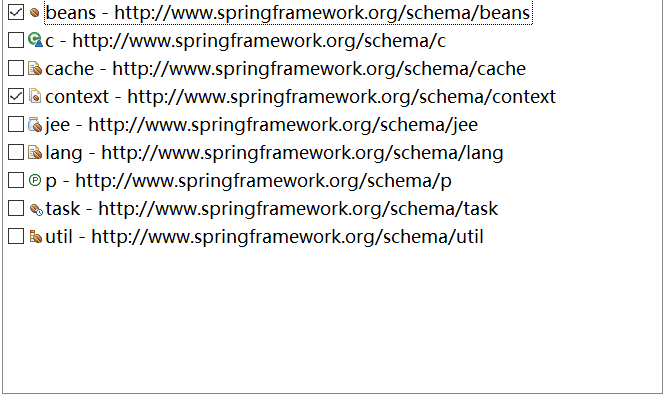 beans - http://www.springframework.org/schema/beans
c - http://www.springframework.org/schema/c
cache - http://www.springframework.org/schema/cache
context - http://www.springframework.org/schema/context
jee - http://www.springframework.org/schema/jee
lang - http://www.springframework.org/schema/lang
p - http://www.springframework.org/schema/p
task - http://www.springframework.org/schema/task
util - http://www.springframework.org/schema/util